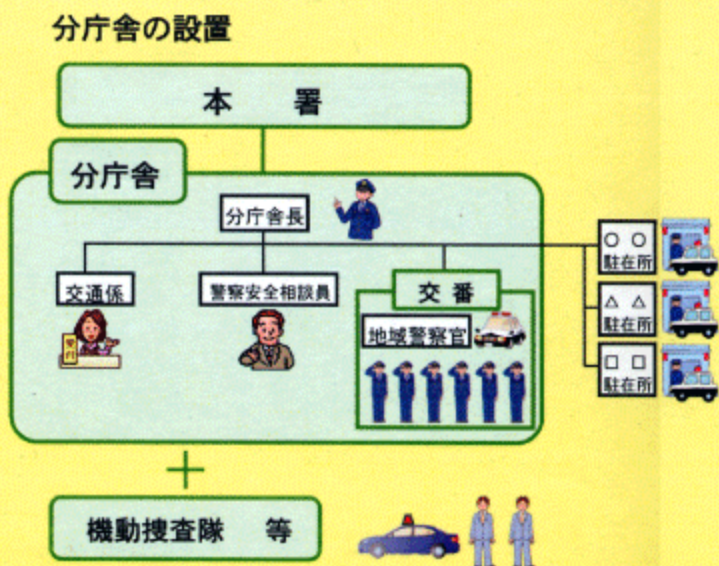 分庁舎の設置
本 署
分庁舎
分庁舎長
交通係
警察安全相談員
交番
地域警察官
受付
○ ○
駐在所
△ △
駐在所
□ □
駐在所
+
機動捜査隊 等